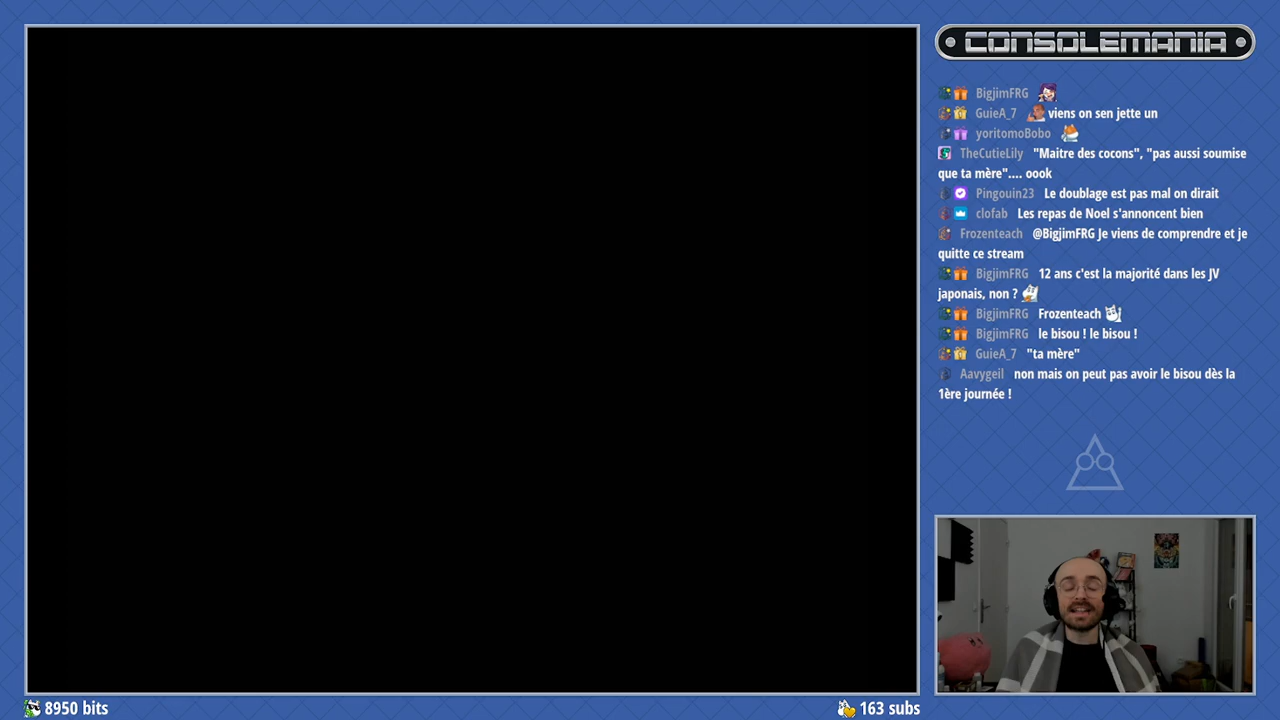 CONSOLEMANIA
BigjimFRG
GuieA_7 viens on sen jette un
yoritomoBobo
TheCutieLily "Maitre des cocons", "pas aussi soumise
que ta mère".... oook
Pingouin23 Le doublage est pas mal on dirait
clofab Les repas de Noel s'annoncent bien
Frozenteach @BigjimFRG Je viens de comprendre et je
quitte ce stream
BigjimFRG 12 ans c'est la majorité dans les JV
japonais, non ?
BigjimFRG Frozenteach
BigjimFRG le bisou ! le bisou !
GuieA_7 "ta mère"
Aavygeil non mais on peut pas avoir le bisou dès la
1ère journée !
8950 bits
163 subs